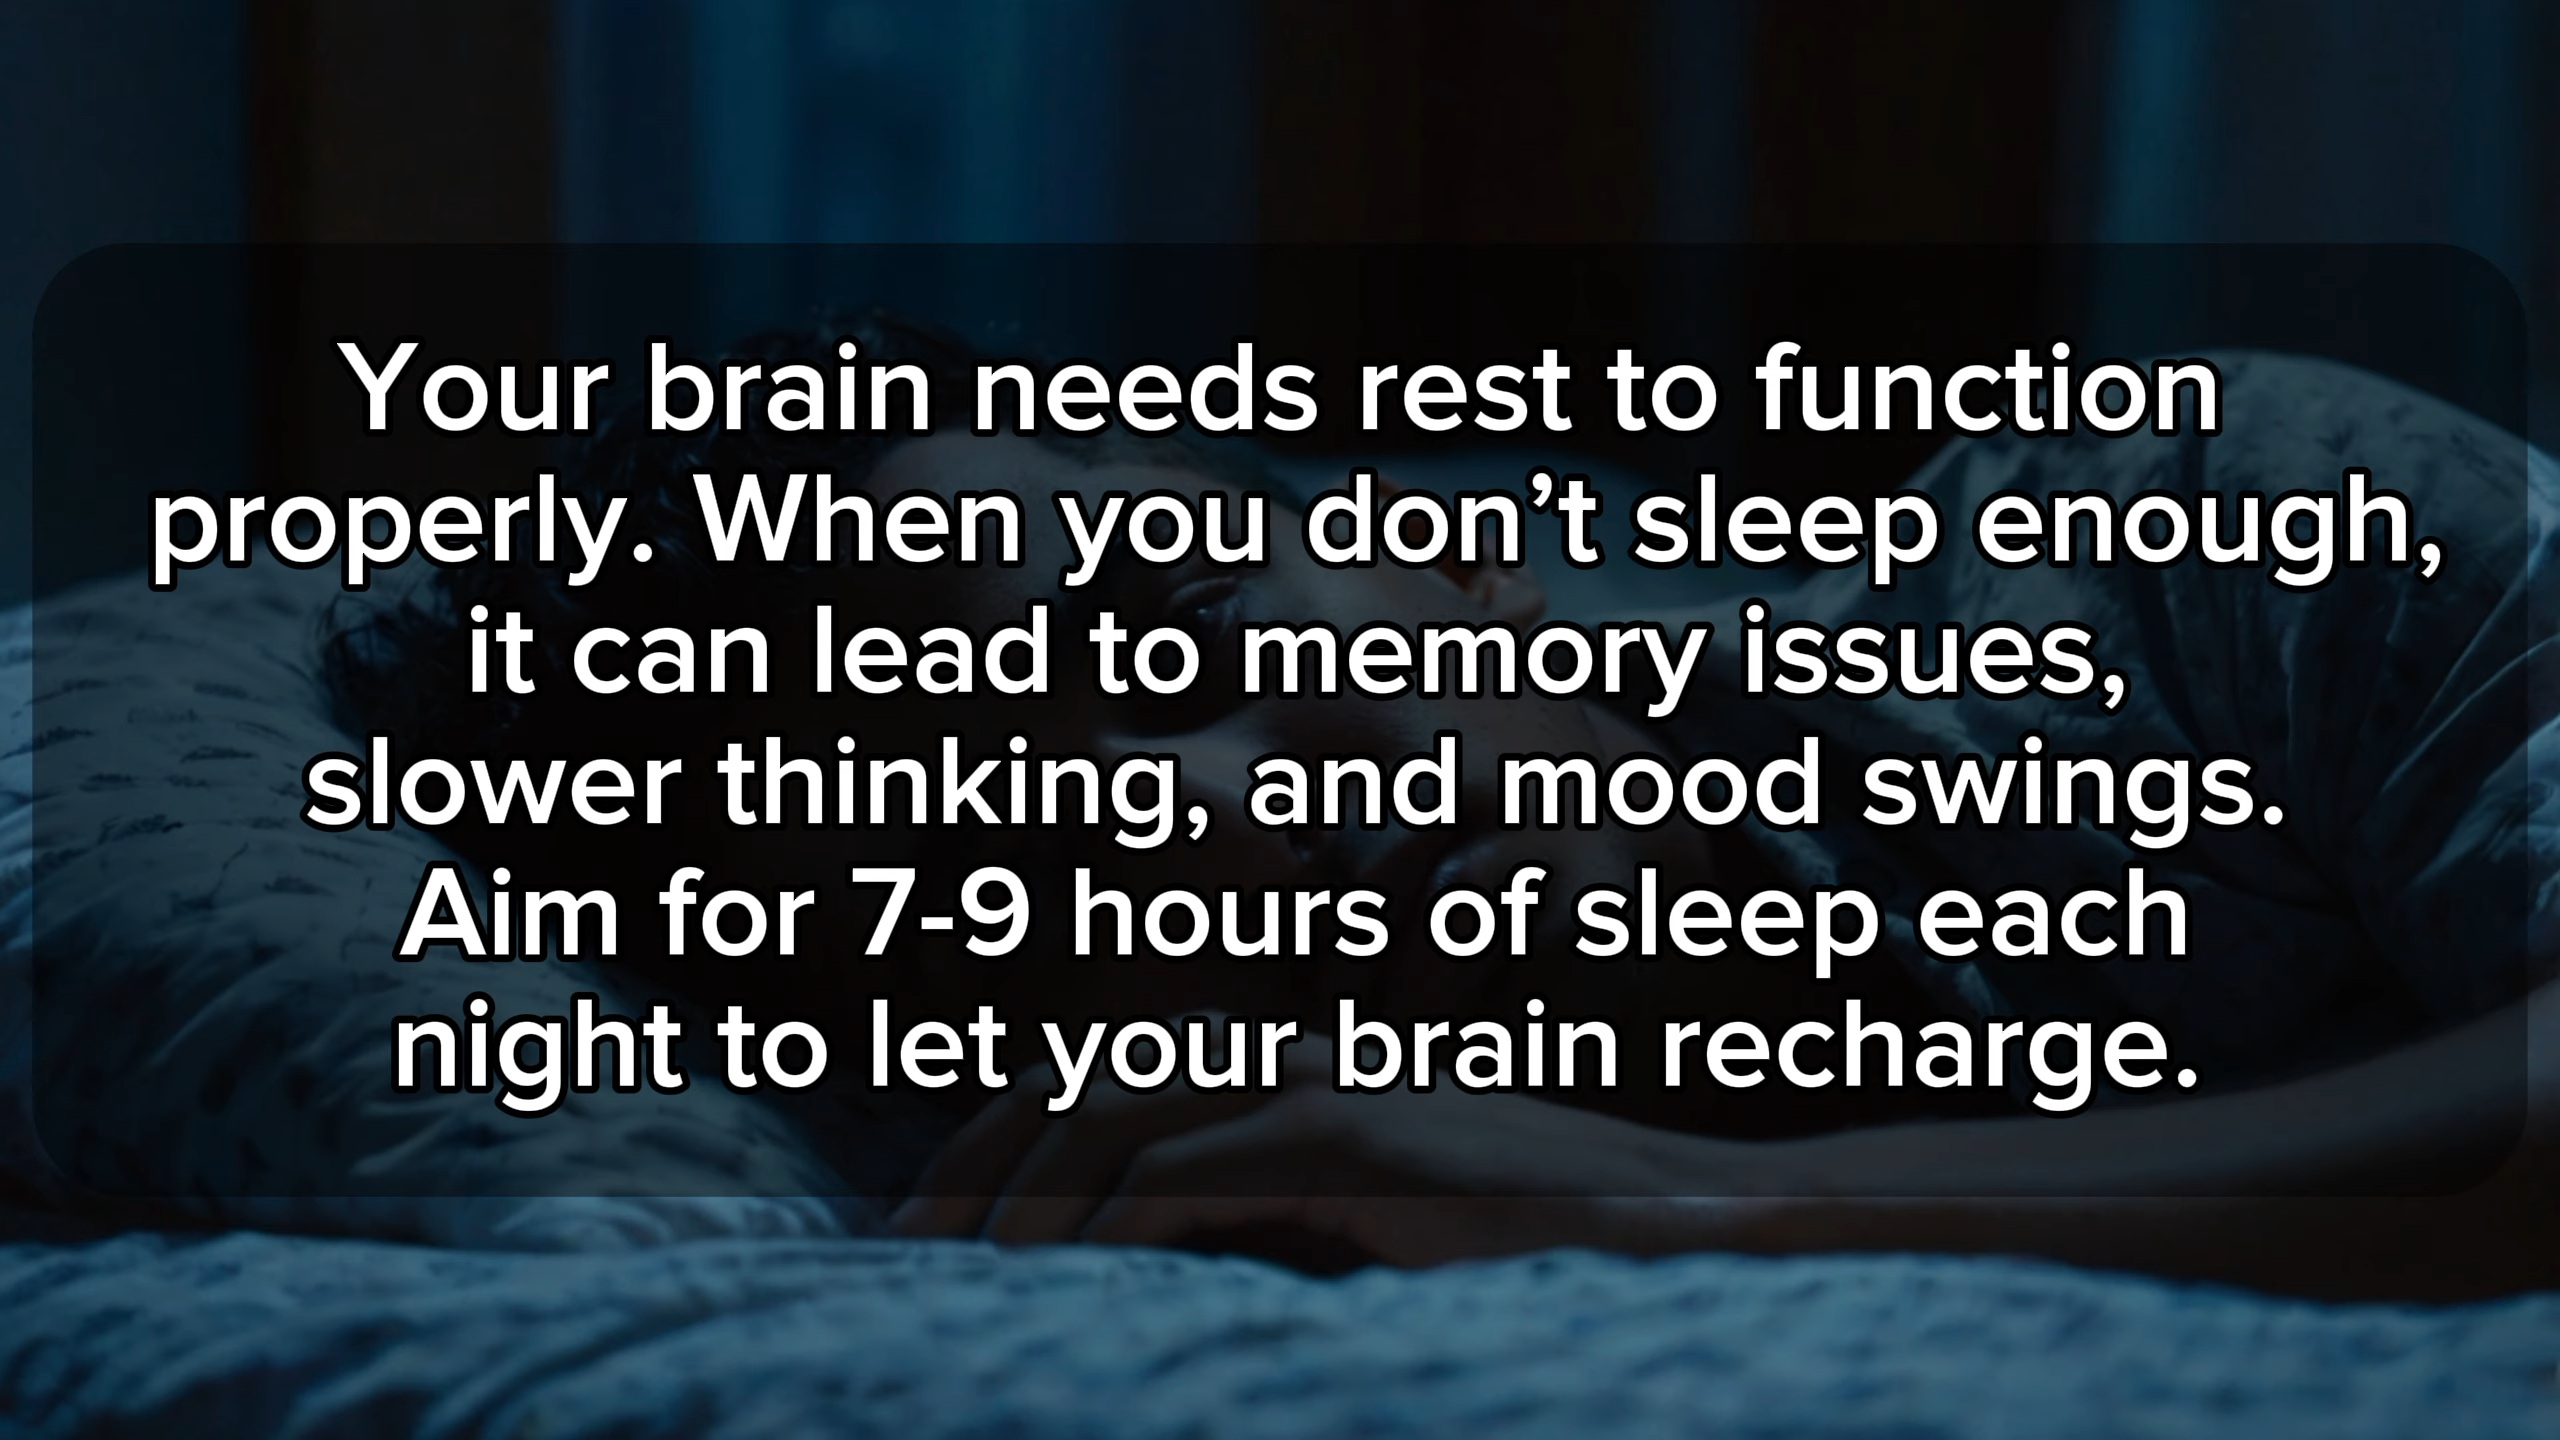 Your brain needs rest to function
properly. When you don’t sleep enough,
it can lead to memory issues,
slower thinking, and mood swings.
Aim for 7-9 hours of sleep each
night to let your brain recharge.